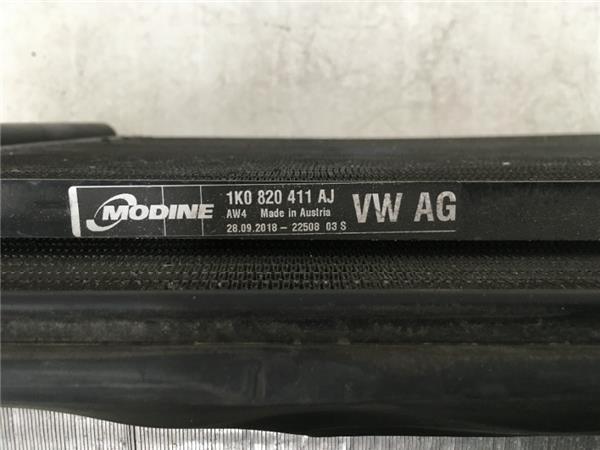 MODINE
1K0 820 411 AJ
AW4 Made in Austria
28.09.2018 – 22508 03 S
VW AG